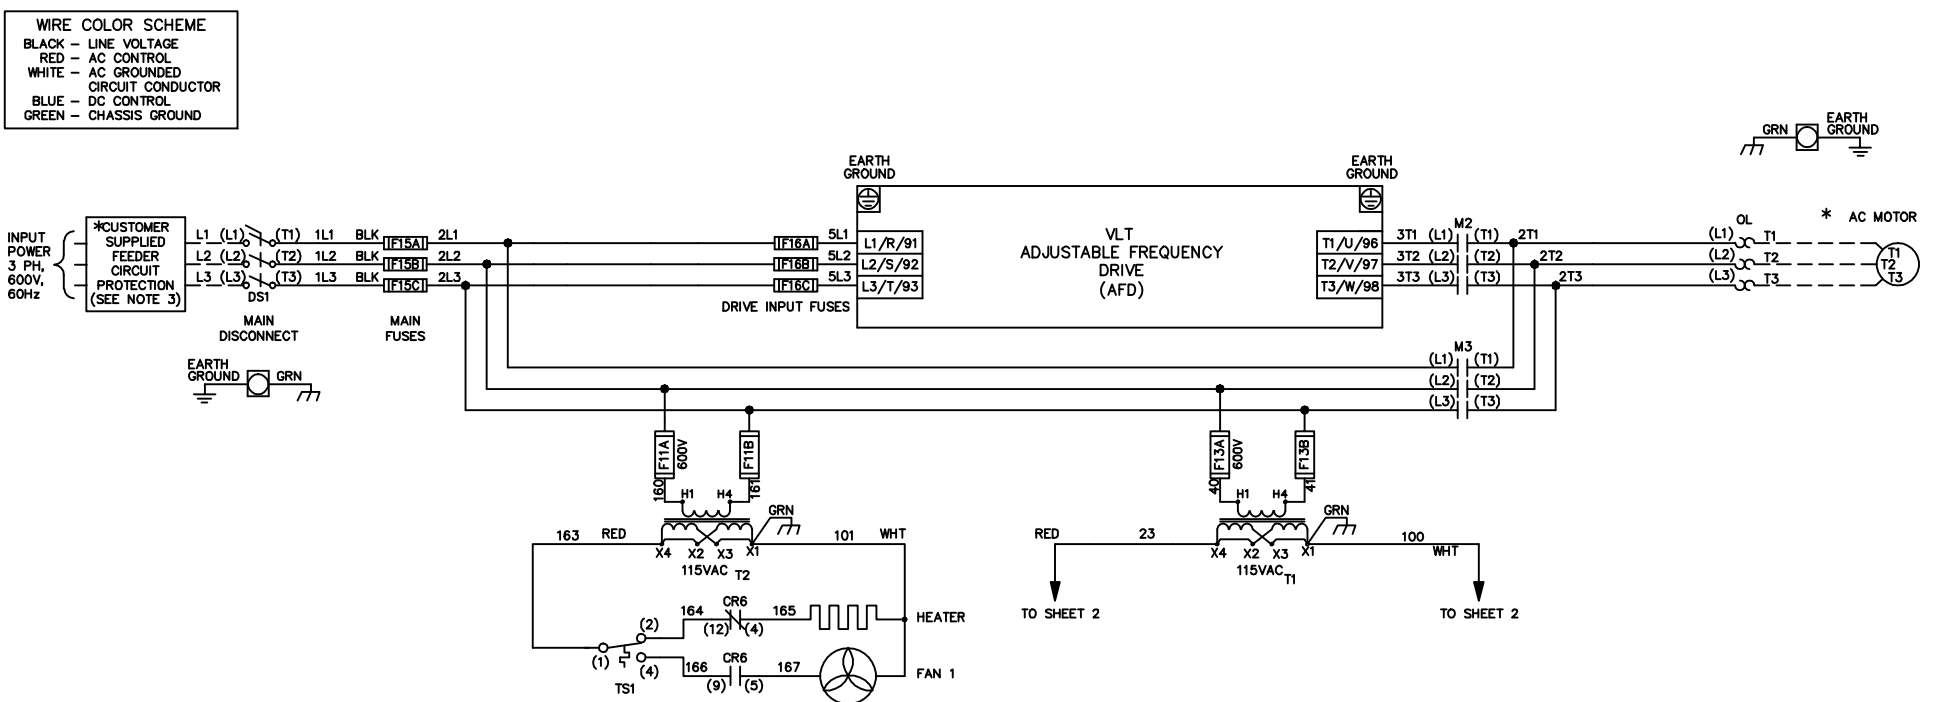 WIRE COLOR SCHEME
BLACK – LINE VOLTAGE
RED – AC CONTROL
WHITE – AC GROUNDED
CIRCUIT CONDUCTOR
BLUE – DC CONTROL
GREEN – CHASSIS GROUND
INPUT
POWER
3 PH,
600V,
60Hz
*CUSTOMER
SUPPLIED
FEEDER
CIRCUIT
PROTECTION
(SEE NOTE 3)
L1 (L1) (T1) 1L1 BLK F15A 2L1
L2 (L2) (T2) 1L2 BLK F15B 2L2
L3 (L3) (T3) 1L3 BLK F15C 2L3
DS1
MAIN
DISCONNECT
MAIN
FUSES
EARTH
GROUND
GRN
F16A 5L1
F16B 5L2
F16C 5L3
DRIVE INPUT FUSES
EARTH
GROUND
EARTH
GROUND
L1/R/91
L2/S/92
L3/T/93
VLT
ADJUSTABLE FREQUENCY
DRIVE
(AFD)
T1/U/96
T2/V/97
T3/W/98
M2
3T1 (L1) (T1) 2T1
3T2 (L2) (T2) 2T2
3T3 (L3) (T3) 2T3
M3
(L1) (T1)
(L2) (T2)
(L3) (T3)
GRN
EARTH
GROUND
* AC MOTOR
OL
(L1) T1
(L2) T2
(L3) T3
T1
T2
T3
F11A
600V
F11B
160
161
H1 H4
GRN
163 RED
X4 X2 X3 X1
101 WHT
115VAC T2
164 CR6 165
(12) (4)
HEATER
(2)
(1)
(4)
TS1
166 CR6 167
(9) (5)
FAN 1
F13A
600V
F13B
40
41
H1 H4
GRN
RED 23
X4 X2 X3 X1
100
WHT
115VAC T1
TO SHEET 2
TO SHEET 2